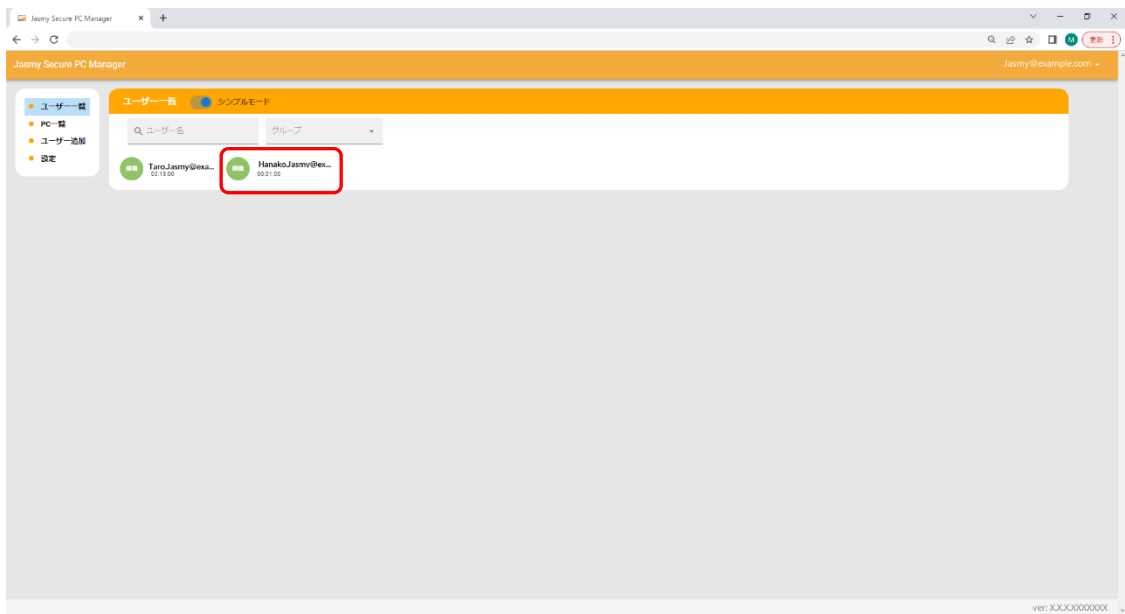 Jasmy Secure PC Manager
M
更新
Jasmy Secure PC Manager
Jasmy@example.com
ユーザー一覧
PC一覧
ユーザー追加
設定
ユーザー一覧 シンプルモード
ユーザー名 グループ
Taro.Jasmy@exa...
00:13:00
Hanako.Jasmy@ex...
00:01:00
ver: X.X.X.XXXXXXX